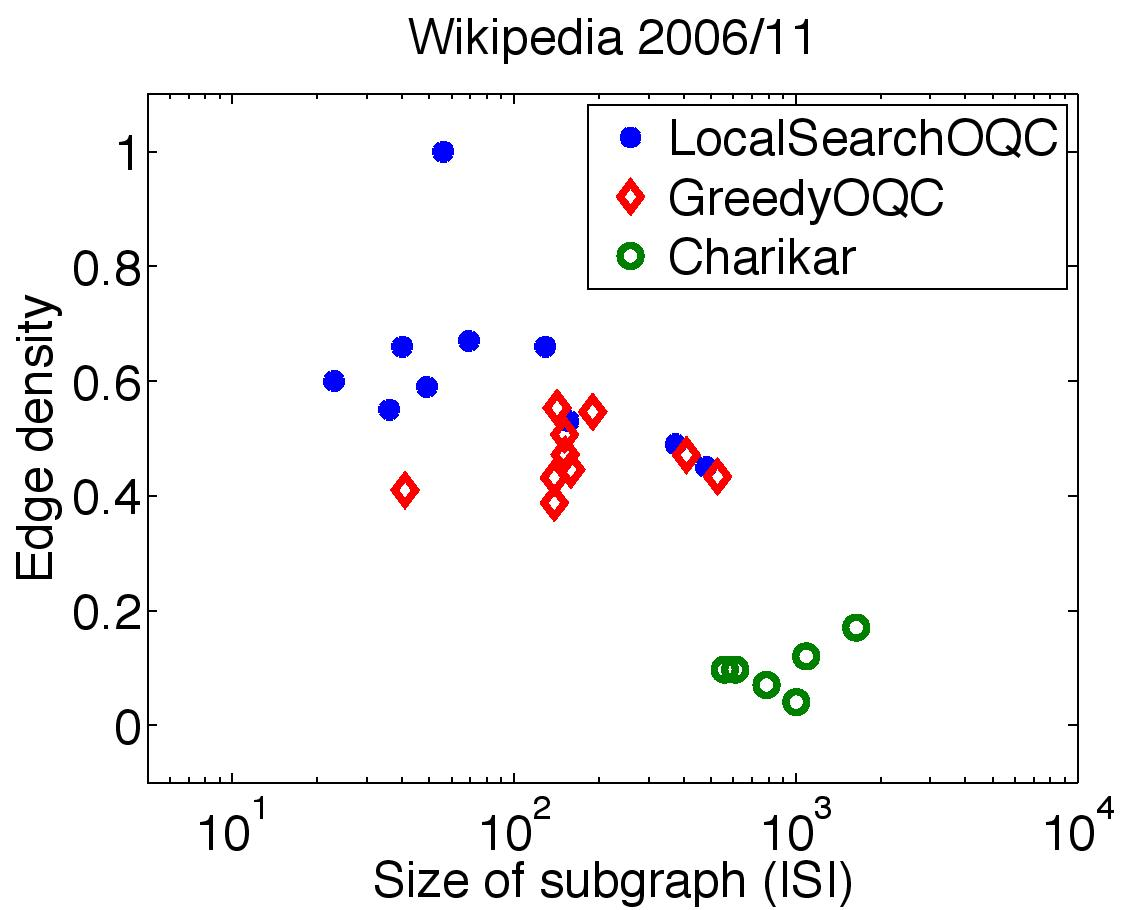 Wikipedia 2006/11
LocalSearchOQC
GreedyOQC
Charikar
1
0.8
0.6
0.4
0.2
0
Edge density
10^1 10^2 10^3 10^4
Size of subgraph (ISI)